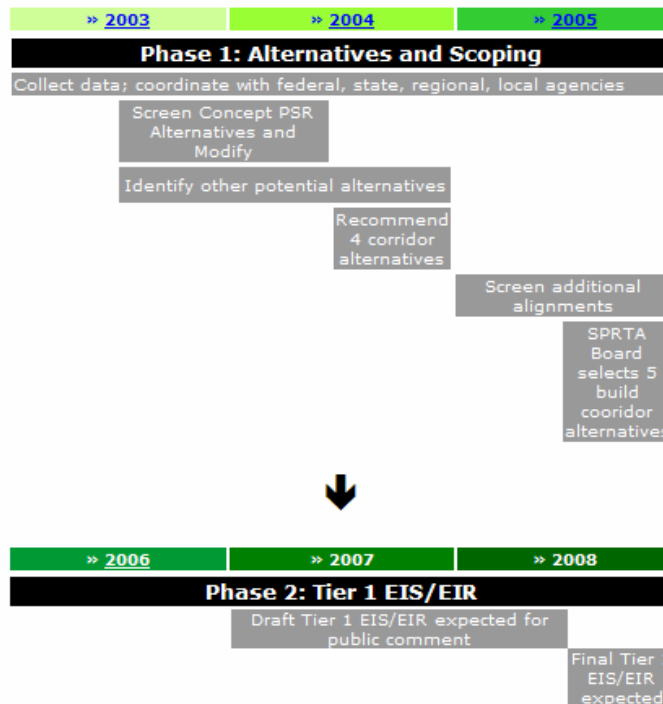 » 2003 » 2004 » 2005
Phase 1: Alternatives and Scoping
Collect data; coordinate with federal, state, regional, local agencies
Screen Concept PSR
Alternatives and
Modify
Identify other potential alternatives
Recommend
4 corridor
alternatives
Screen additional
alignments
SPRTA
Board
selects 5
build
cooridor
alternatives
» 2006 » 2007 » 2008
Phase 2: Tier 1 EIS/EIR
Draft Tier 1 EIS/EIR expected for
public comment
Final Tier
EIS/EIR
expected